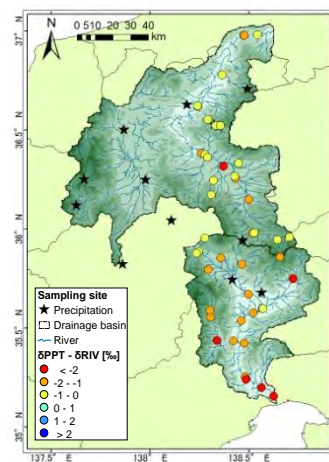 37°N
N
0 5 10 20 30 40
km
36.5°N
36°N
35.5°N
35°N
Sampling site
Precipitation
Drainage basin
River
δPPT - δRIV [‰]
< -2
-2 - -1
-1 - 0
0 - 1
1 - 2
> 2
137.5°E
138°E
138.5°E